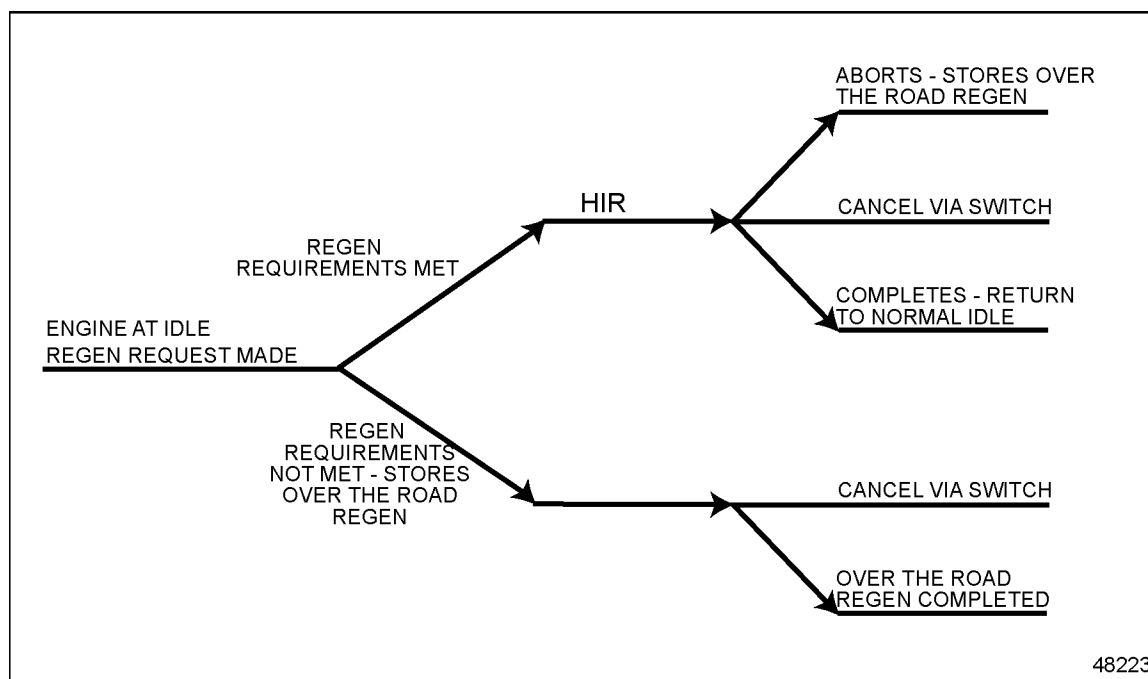 ABORTS - STORES OVER
THE ROAD REGEN
HIR
CANCEL VIA SWITCH
REGEN
REQUIREMENTS MET
COMPLETES - RETURN
TO NORMAL IDLE
ENGINE AT IDLE
REGEN REQUEST MADE
REGEN
REQUIREMENTS
NOT MET - STORES
OVER THE ROAD
REGEN
CANCEL VIA SWITCH
OVER THE ROAD
REGEN COMPLETED
48223